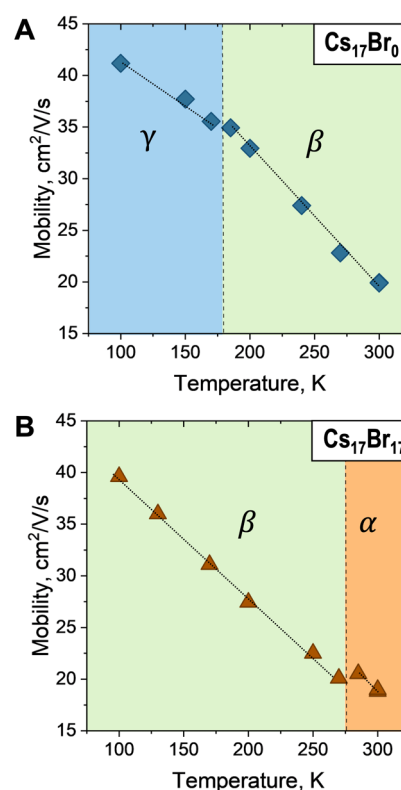 A
Cs₁₇Br₀
45
40
35
30
25
20
15
γ
β
100 150 200 250 300
Mobility, cm²/V/s
Temperature, K
B
Cs₁₇Br₁₇
45
40
35
30
25
20
15
β
α
100 150 200 250 300
Mobility, cm²/V/s
Temperature, K